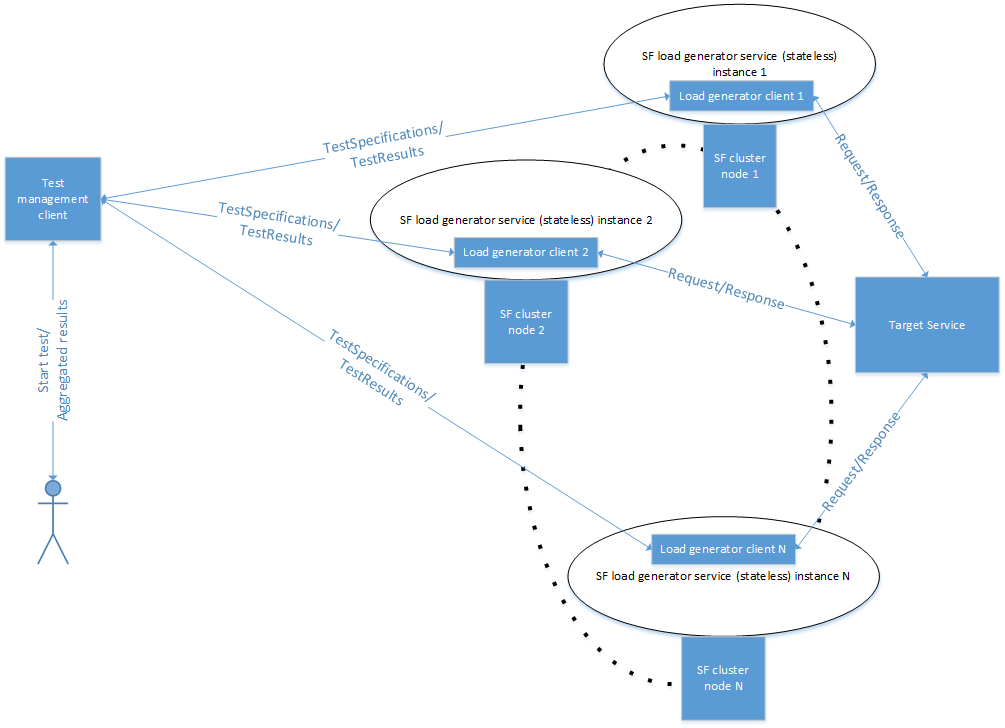 SF load generator service (stateless)
instance 1
Load generator client 1
SF cluster
node 1
TestSpecifications/
TestResults
Request/Response
Test
management
client
SF load generator service (stateless) instance 2
Load generator client 2
SF cluster
node 2
TestSpecifications/
TestResults
Request/Response
Target Service
Start test/
Aggregated results
TestSpecifications/
TestResults
Request/Response
Load generator client N
SF load generator service (stateless) instance N
SF cluster
node N